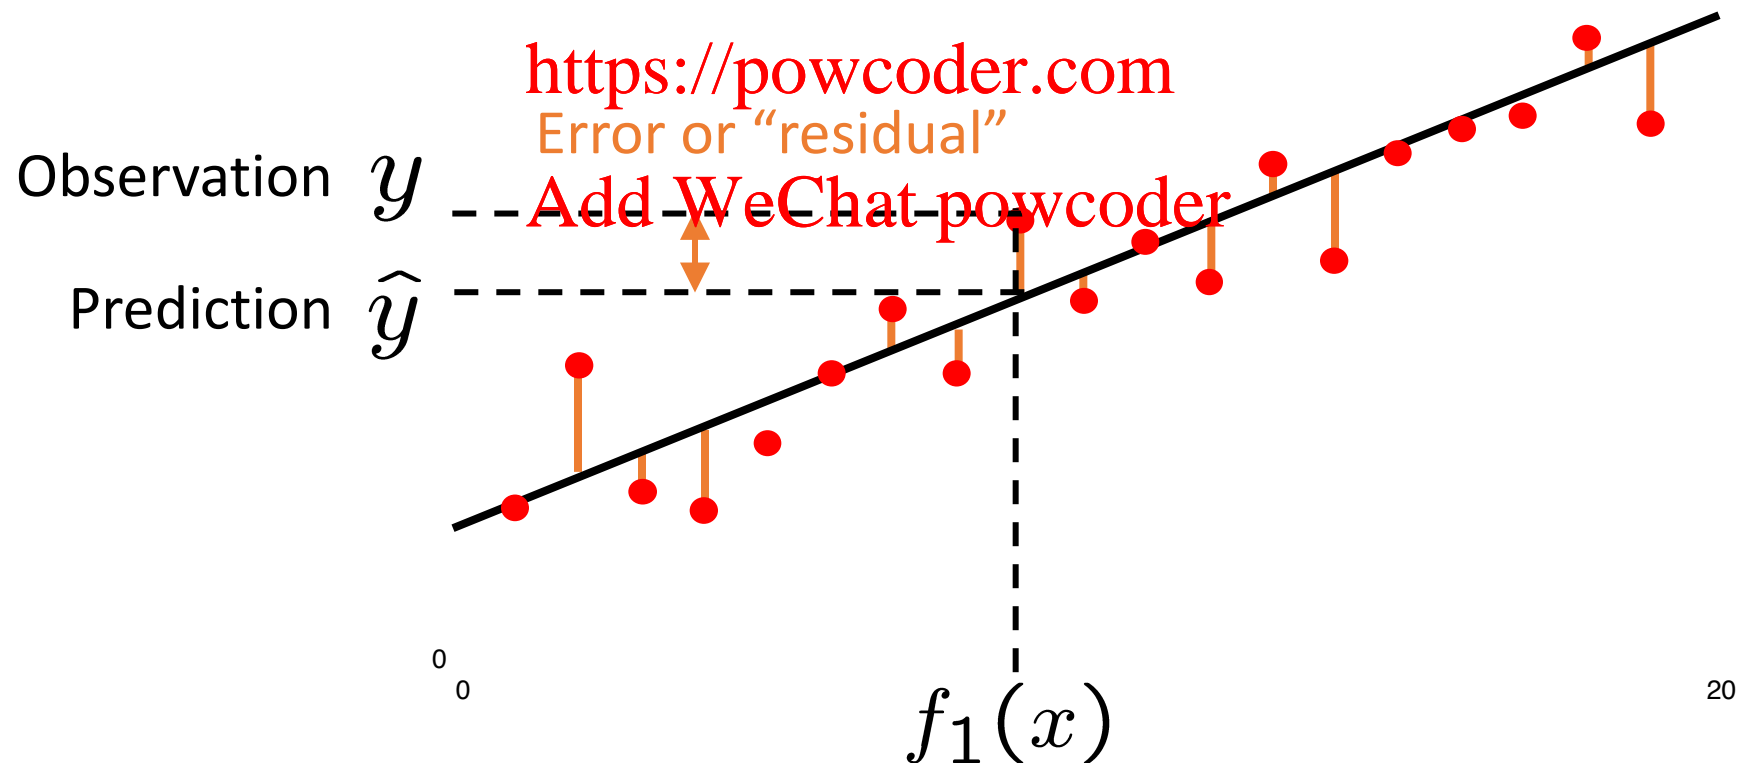 https://powcoder.com
Error or “residual”
Observation y
Add WeChat powcoder
Prediction ŷ
0
0
20
f₁(x)